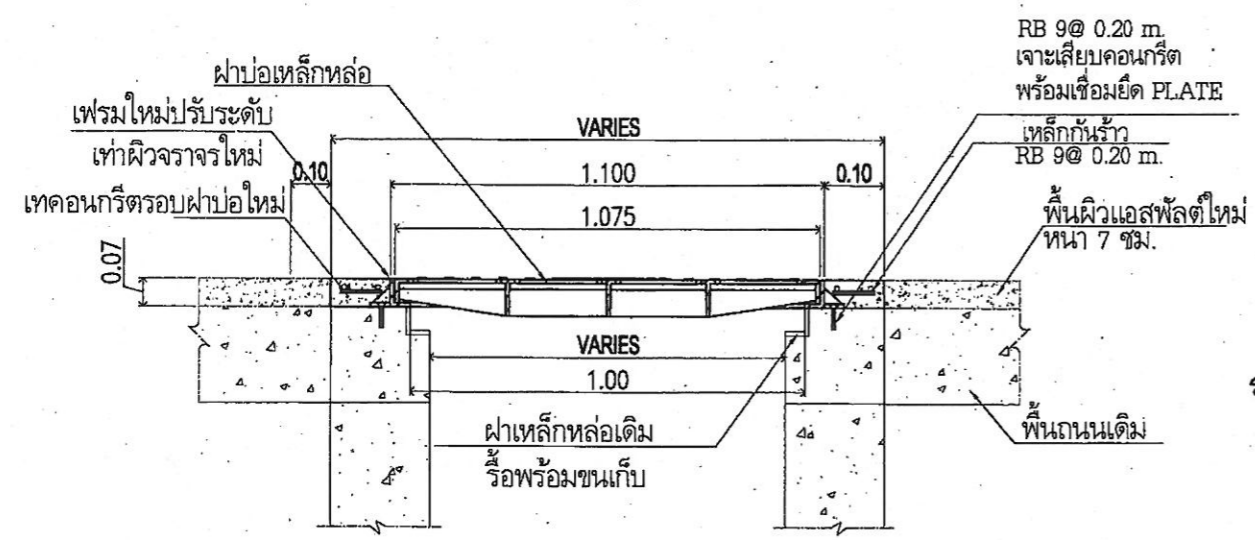 RB 9@ 0.20 m.
เจาะเสียบคอนกรีต
พร้อมเชื่อมยึด PLATE
ฝาบ่อเหล็กหล่อ
เฟรมใหม่ปรับระดับ
เท่าผิวจราจรใหม่
VARIES
เหล็กกันร้าว
RB 9@ 0.20 m.
0.10
1.100
0.10
เทคอนกรีตรอบฝาบ่อใหม่
1.075
พื้นผิวแอสพัลต์ใหม่
หนา 7 ซม.
0.07
VARIES
1.00
ฝาเหล็กหล่อเดิม
รื้อพร้อมขนเก็บ
พื้นถนนเดิม